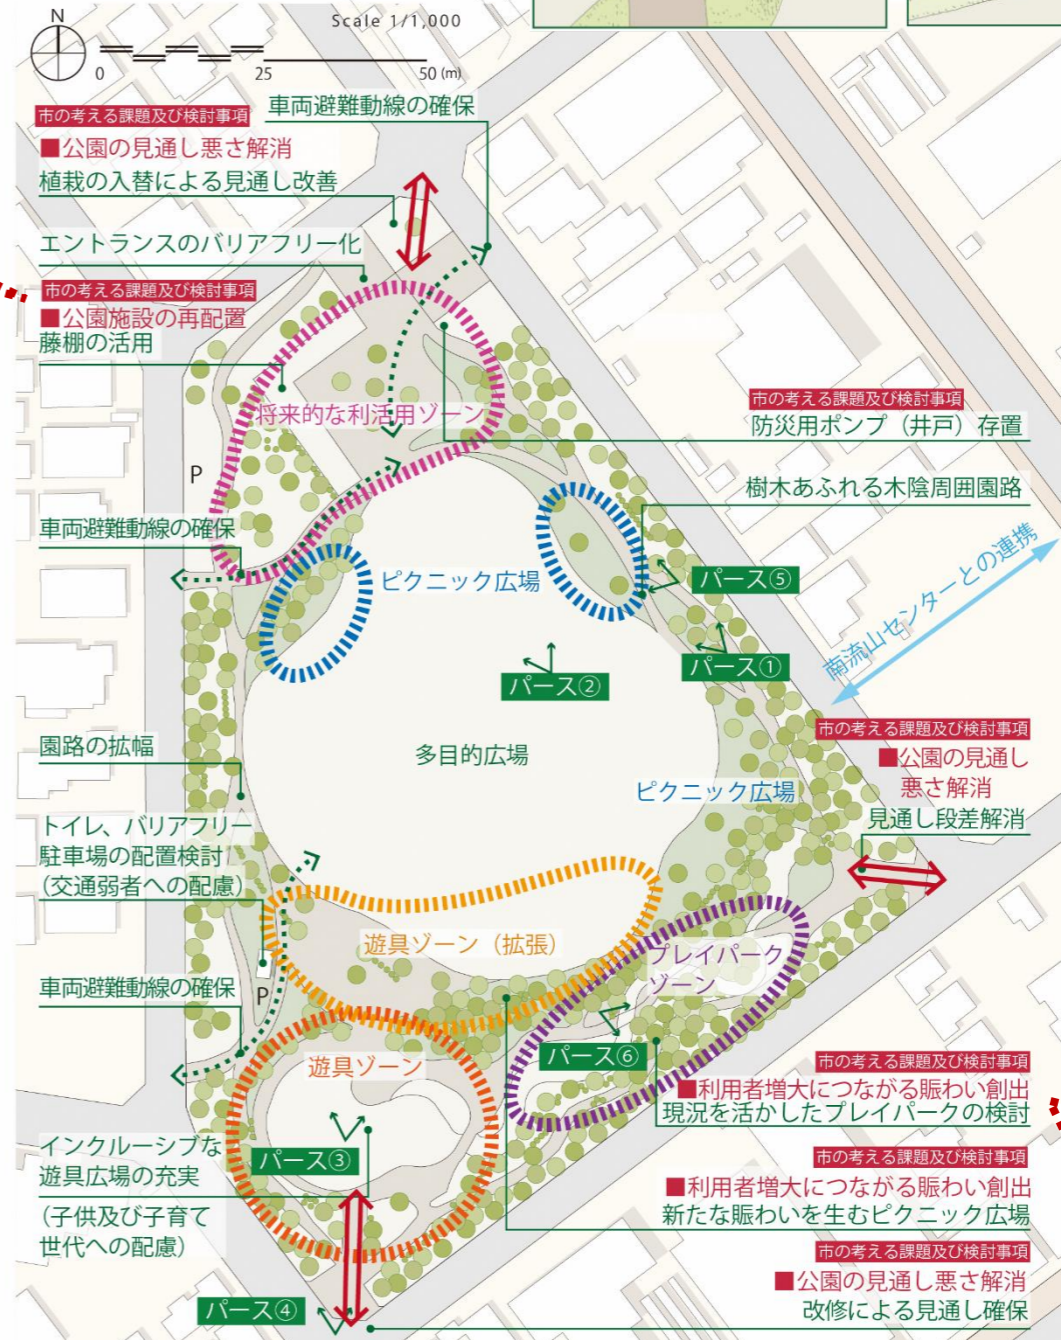 N
Scale 1/1,000
0
25
50 (m)
車両避難動線の確保
市の考える課題及び検討事項
■公園の見通し悪さ解消
植栽の入替による見通し改善
エントランスのバリアフリー化
市の考える課題及び検討事項
■公園施設の再配置
藤棚の活用
将来的な利活用ゾーン
市の考える課題及び検討事項
防災用ポンプ（井戸）存置
P
樹木あふれる木陰周囲園路
車両避難動線の確保
ピクニック広場
パース⑤
南流山センターとの連携
パース①
パース②
園路の拡幅
多目的広場
市の考える課題及び検討事項
■公園の見通し
悪さ解消
見通し段差解消
ピクニック広場
トイレ、バリアフリー
駐車場の配置検討
（交通弱者への配慮）
遊具ゾーン（拡張）
プレイパーク
ゾーン
車両避難動線の確保
P
パース⑥
遊具ゾーン
市の考える課題及び検討事項
■利用者増大につながる賑わい創出
現況を活かしたプレイパークの検討
インクルーシブな
遊具広場の充実
（子供及び子育て
世代への配慮）
パース③
市の考える課題及び検討事項
■利用者増大につながる賑わい創出
新たな賑わいを生むピクニック広場
市の考える課題及び検討事項
■公園の見通し悪さ解消
改修による見通し確保
パース④